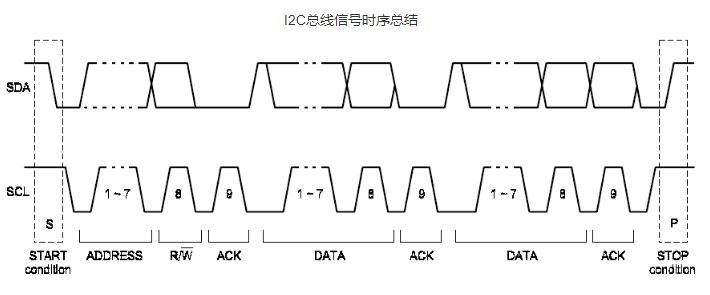 I2C总线信号时序总结
SDA
SCL
1 ~ 7
8
9
1 ~ 7
8
9
1 ~ 7
8
9
S
P
START
condition
ADDRESS
R/W̅
ACK
DATA
ACK
DATA
ACK
STOP
condition